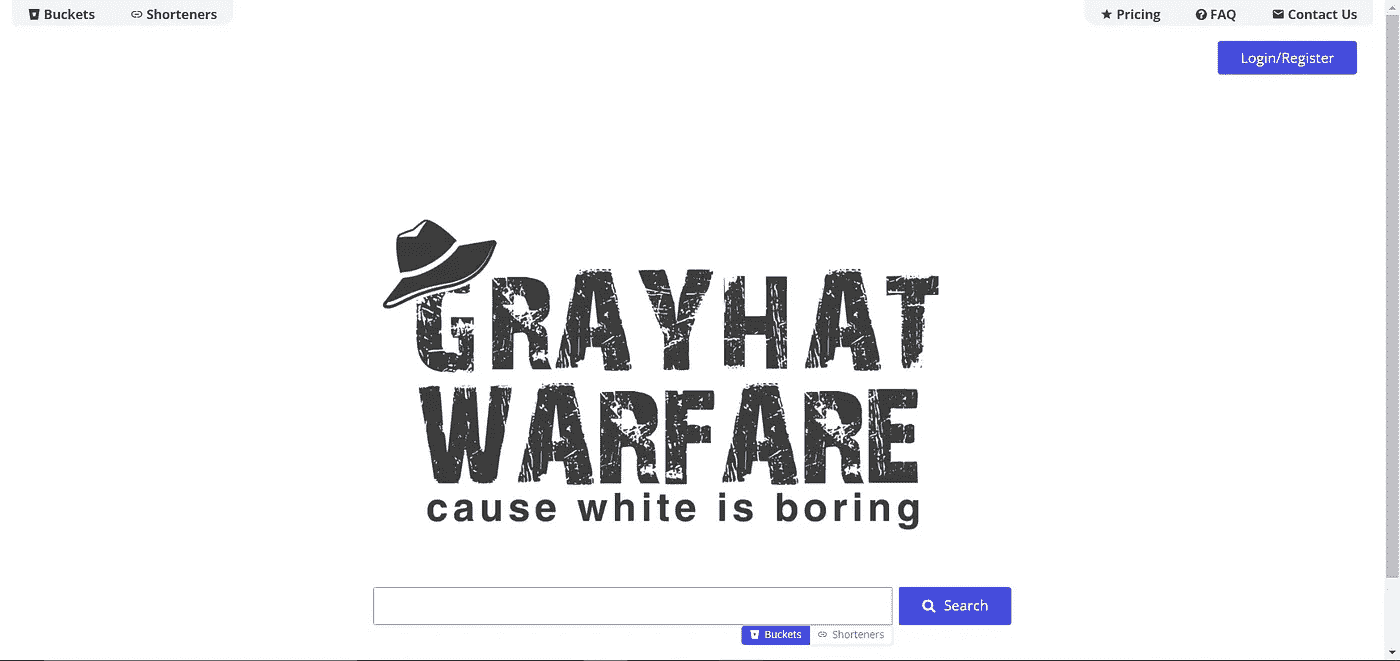 Buckets Shorteners Pricing FAQ Contact Us
Login/Register
GRAYHAT
WARFARE
cause white is boring
Search
Buckets Shorteners